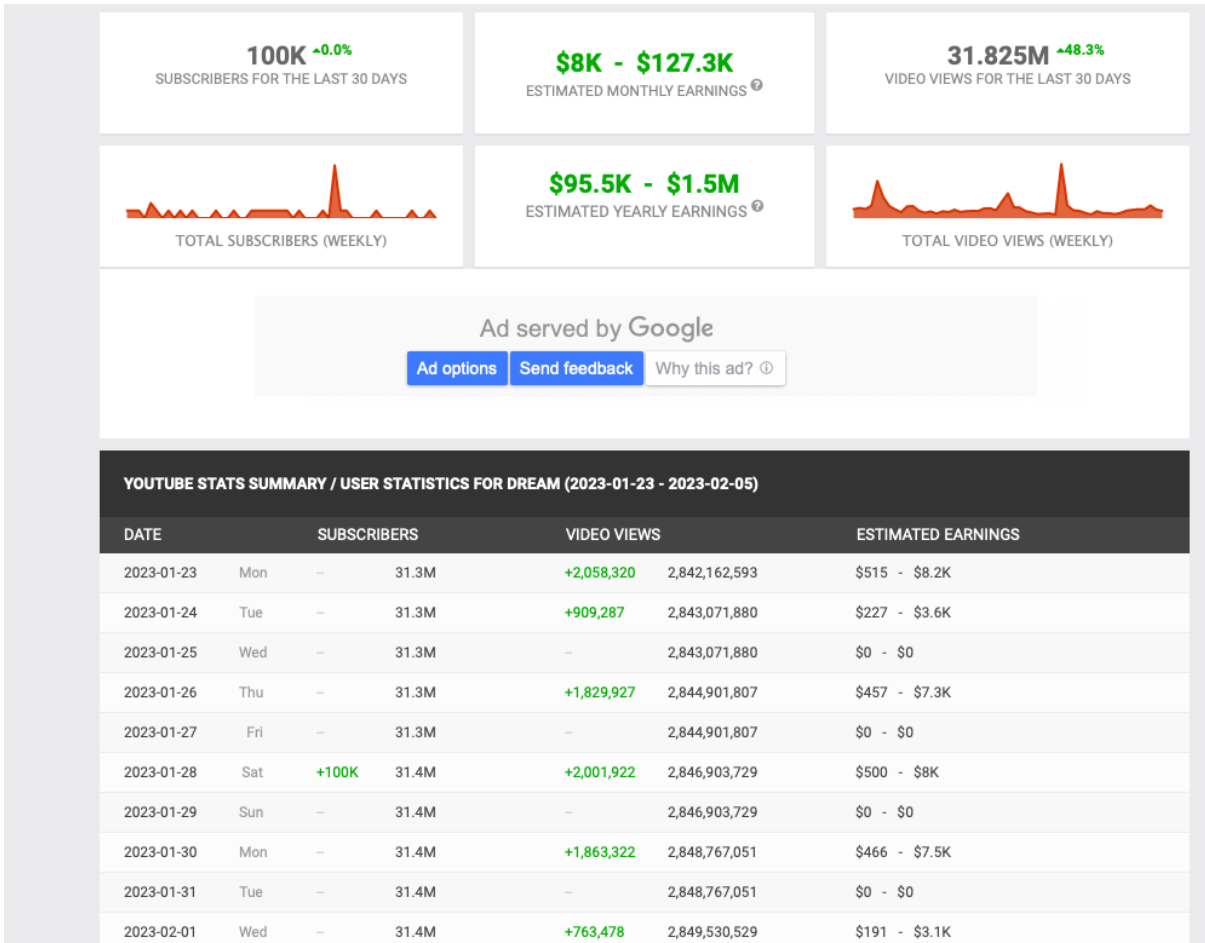 100K 0.0%
SUBSCRIBERS FOR THE LAST 30 DAYS
$8K - $127.3K
ESTIMATED MONTHLY EARNINGS ?
31.825M 48.3%
VIDEO VIEWS FOR THE LAST 30 DAYS
TOTAL SUBSCRIBERS (WEEKLY)
$95.5K - $1.5M
ESTIMATED YEARLY EARNINGS ?
TOTAL VIDEO VIEWS (WEEKLY)
Ad served by Google
Ad options Send feedback Why this ad?
YOUTUBE STATS SUMMARY / USER STATISTICS FOR DREAM (2023-01-23 - 2023-02-05)
DATE SUBSCRIBERS VIDEO VIEWS ESTIMATED EARNINGS
2023-01-23 Mon – 31.3M +2,058,320 2,842,162,593 $515 - $8.2K
2023-01-24 Tue – 31.3M +909,287 2,843,071,880 $227 - $3.6K
2023-01-25 Wed – 31.3M – 2,843,071,880 $0 - $0
2023-01-26 Thu – 31.3M +1,829,927 2,844,901,807 $457 - $7.3K
2023-01-27 Fri – 31.3M – 2,844,901,807 $0 - $0
2023-01-28 Sat +100K 31.4M +2,001,922 2,846,903,729 $500 - $8K
2023-01-29 Sun – 31.4M – 2,846,903,729 $0 - $0
2023-01-30 Mon – 31.4M +1,863,322 2,848,767,051 $466 - $7.5K
2023-01-31 Tue – 31.4M – 2,848,767,051 $0 - $0
2023-02-01 Wed – 31.4M +763,478 2,849,530,529 $191 - $3.1K